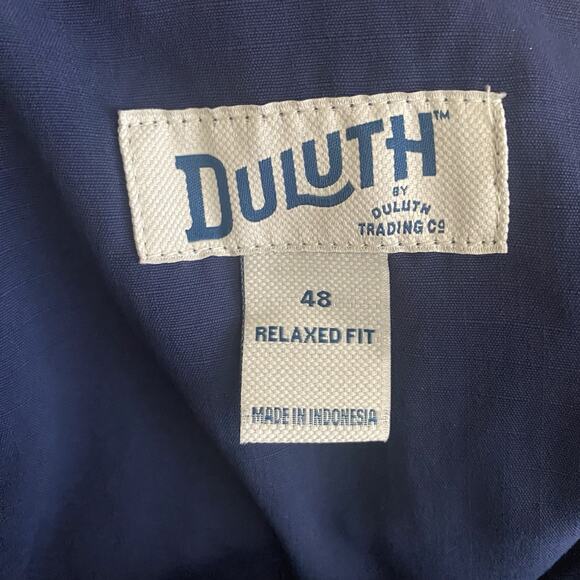 DULUTH™
BY
DULUTH
TRADING CO
48
RELAXED FIT
MADE IN INDONESIA